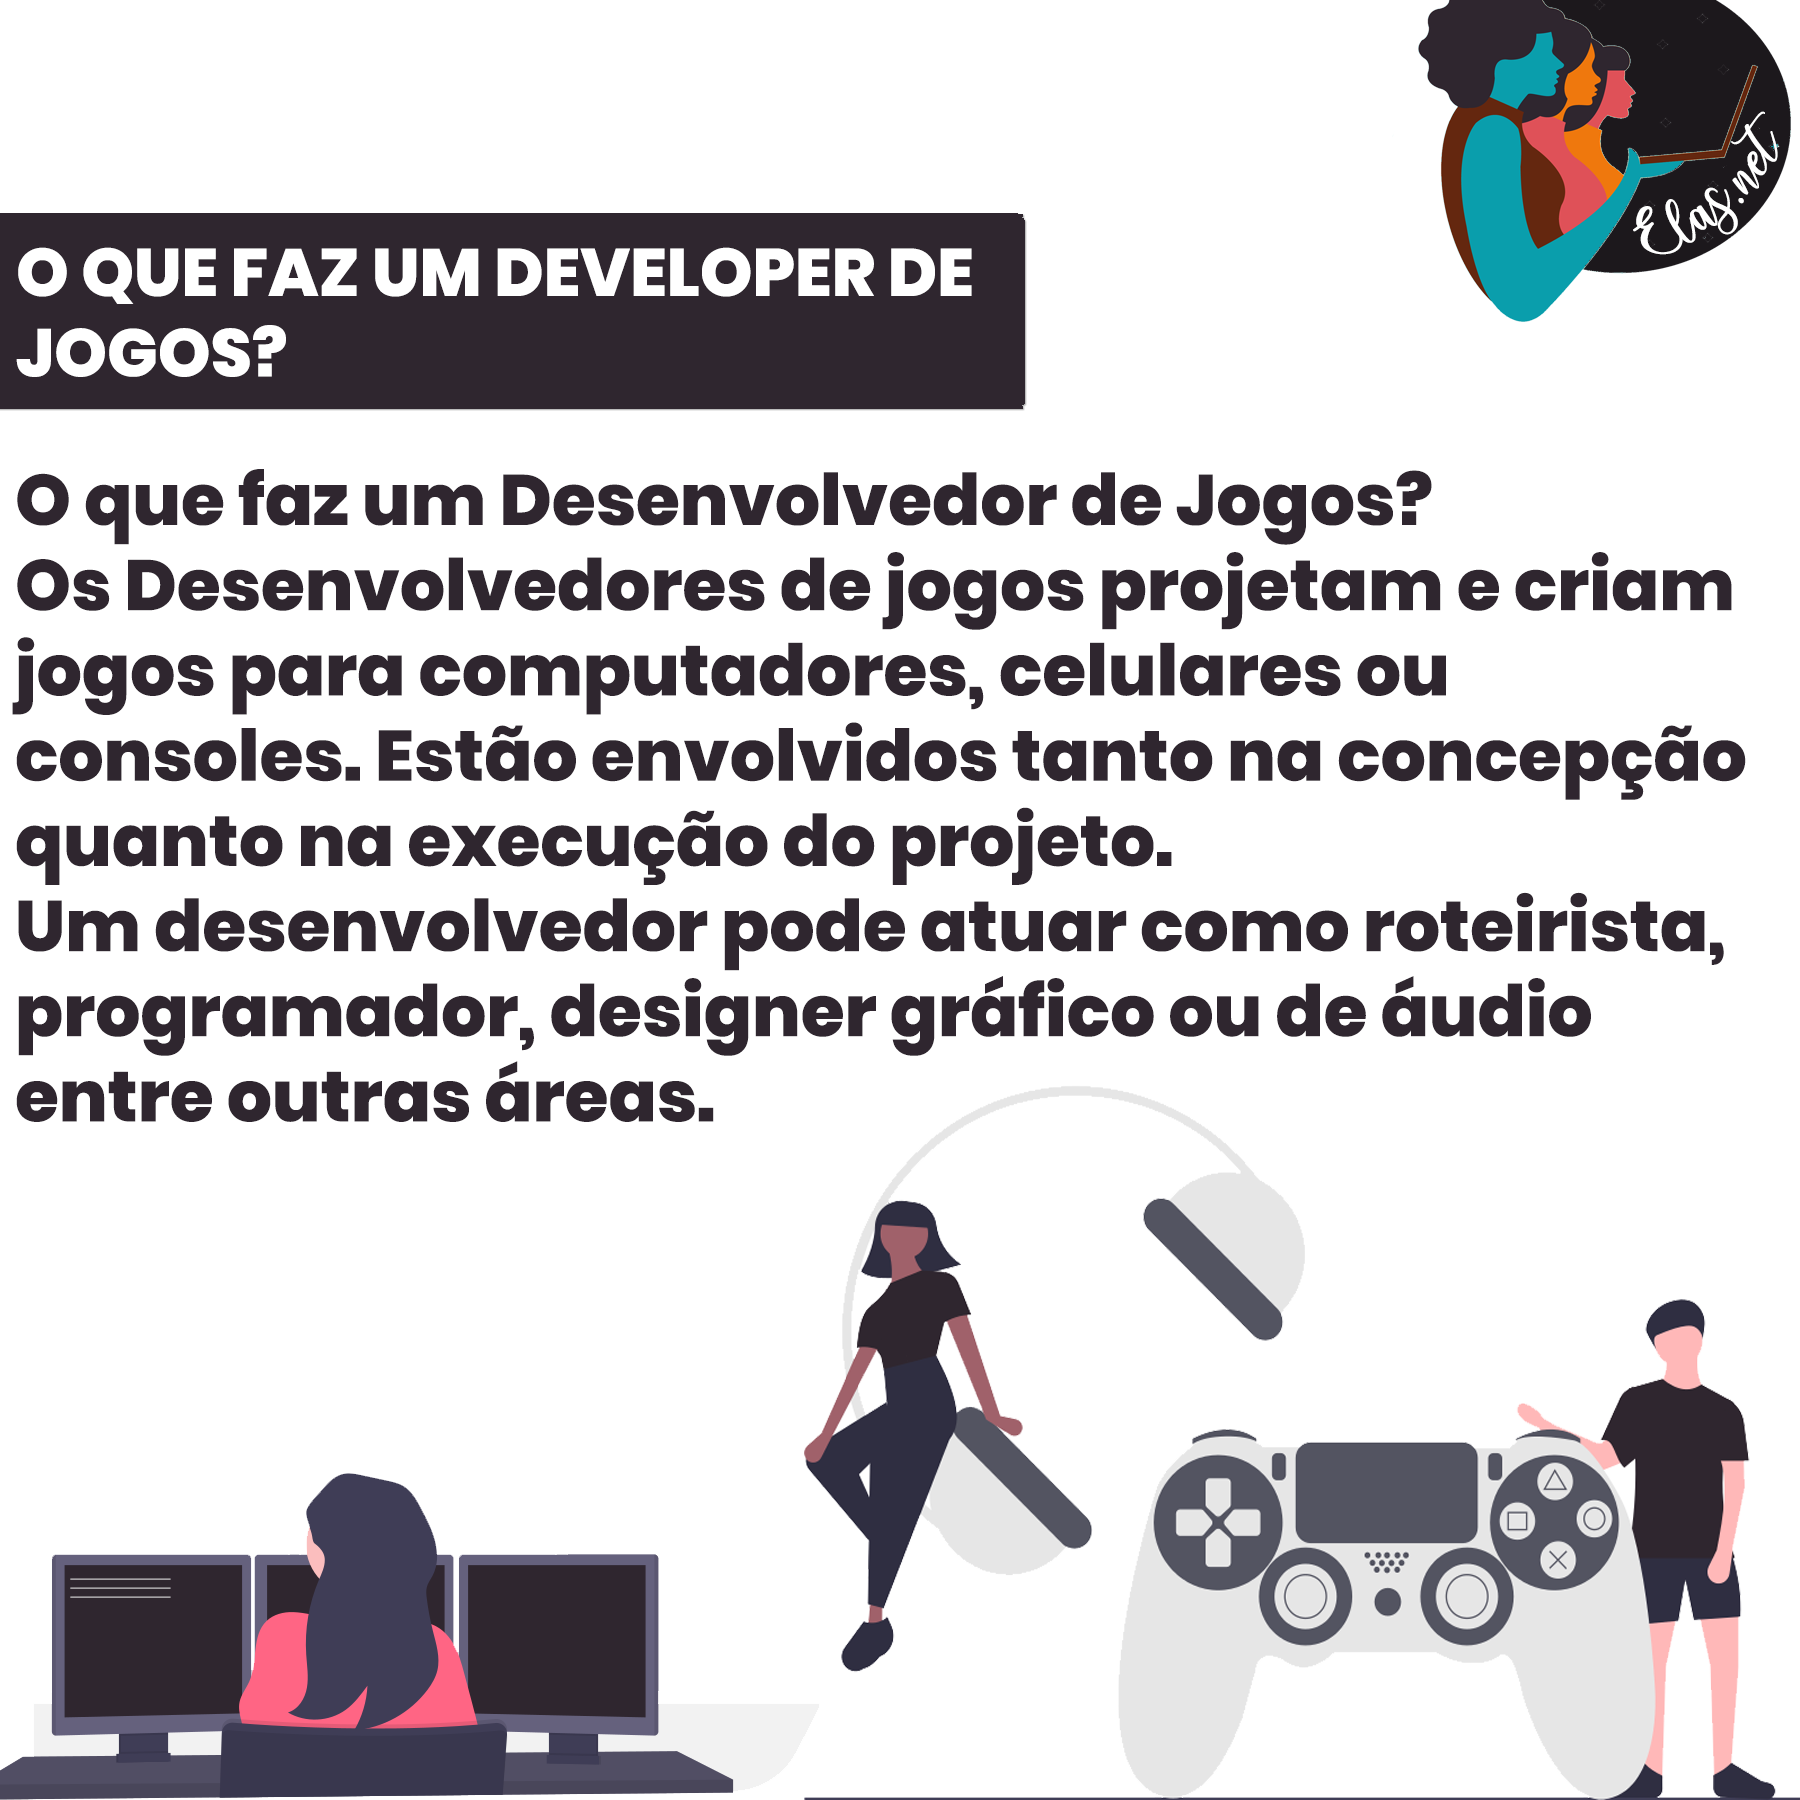 Elas.net
O QUE FAZ UM DEVELOPER DE
JOGOS?
O que faz um Desenvolvedor de Jogos?
Os Desenvolvedores de jogos projetam e criam
jogos para computadores, celulares ou
consoles. Estão envolvidos tanto na concepção
quanto na execução do projeto.
Um desenvolvedor pode atuar como roteirista,
programador, designer gráfico ou de áudio
entre outras áreas.